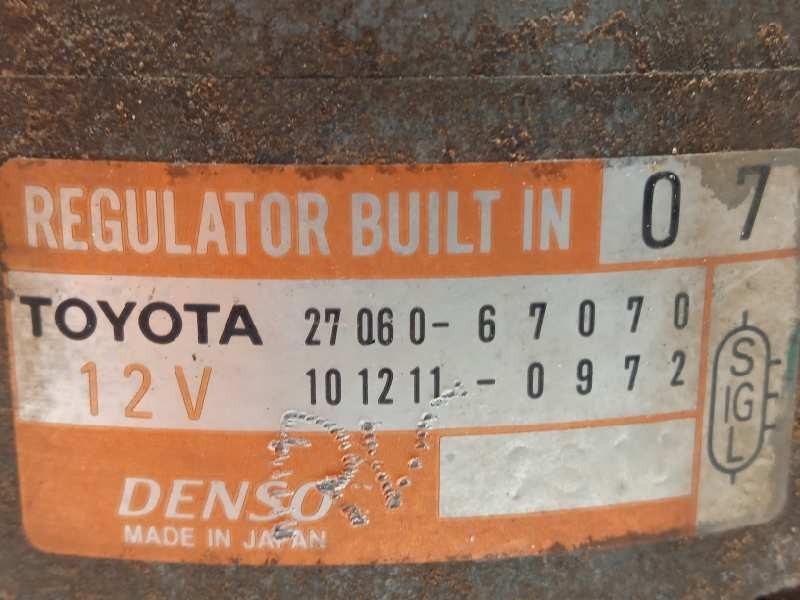 REGULATOR BUILT IN 07
TOYOTA 27060-67070
12V 101211-0972
S
IG
L
DENSO
MADE IN JAPAN